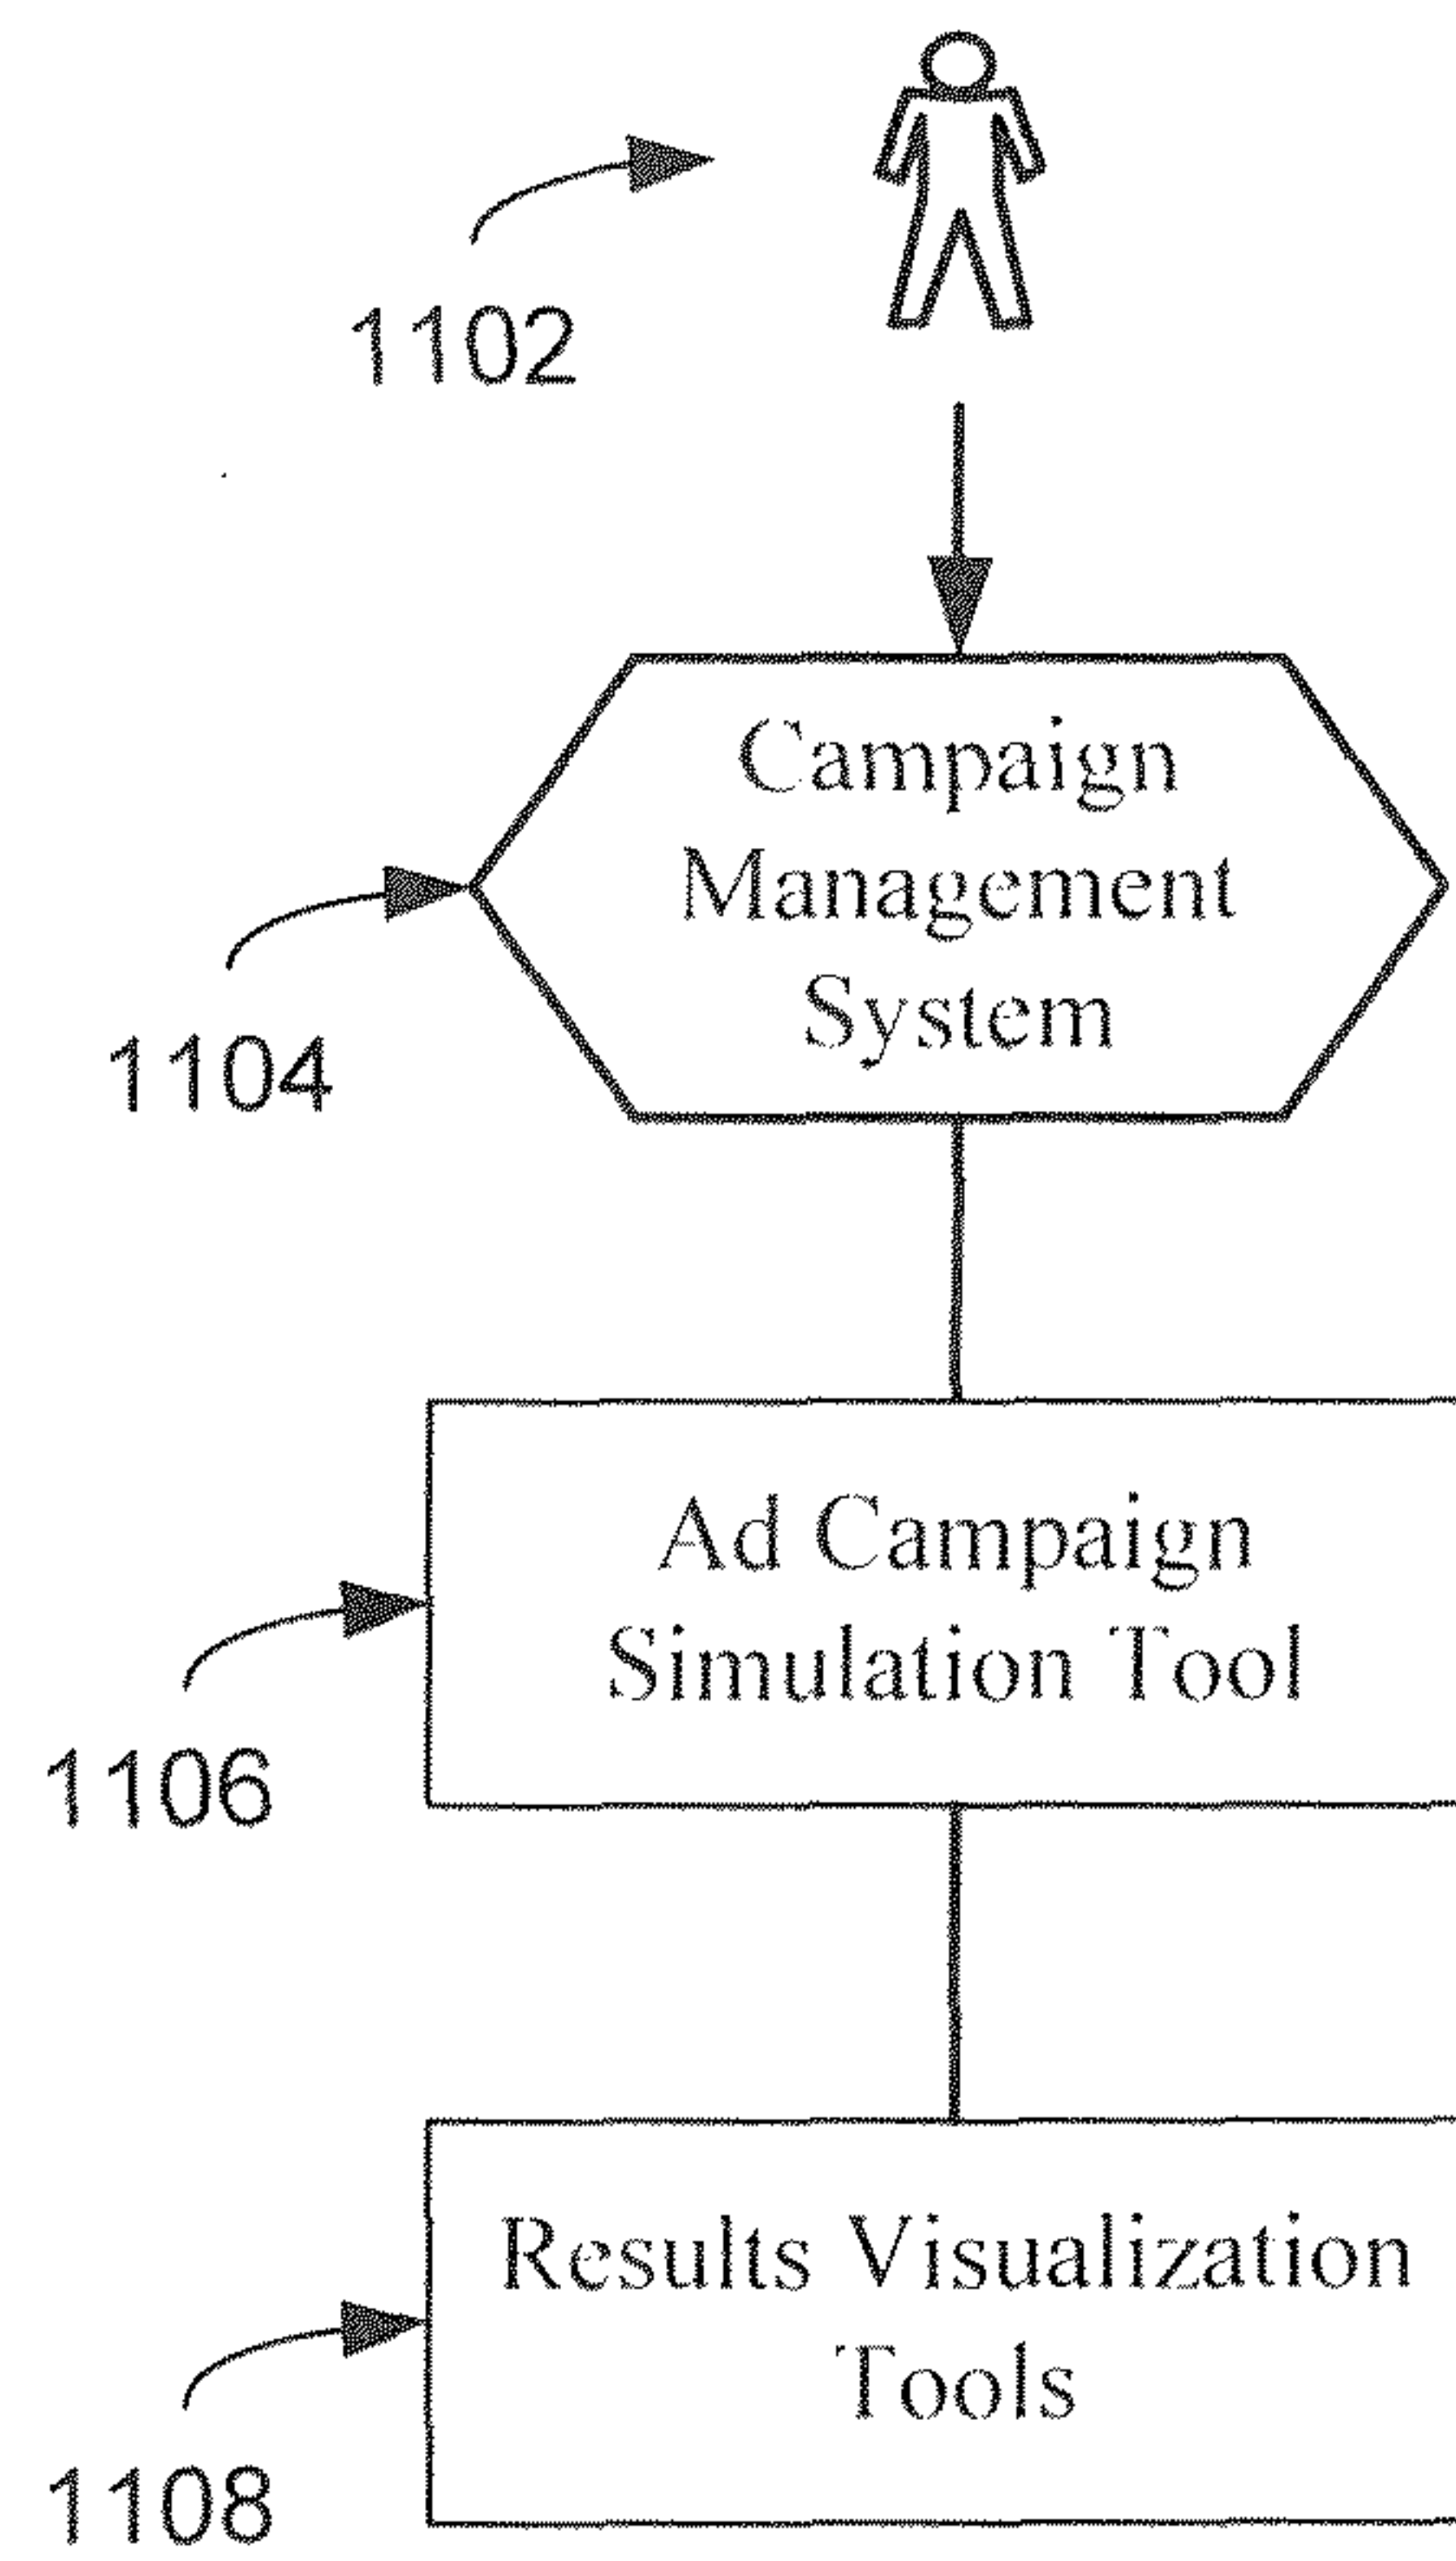 1102
Campaign
Management
System
1104
Ad Campaign
Simulation Tool
1106
Results Visualization
Tools
1108